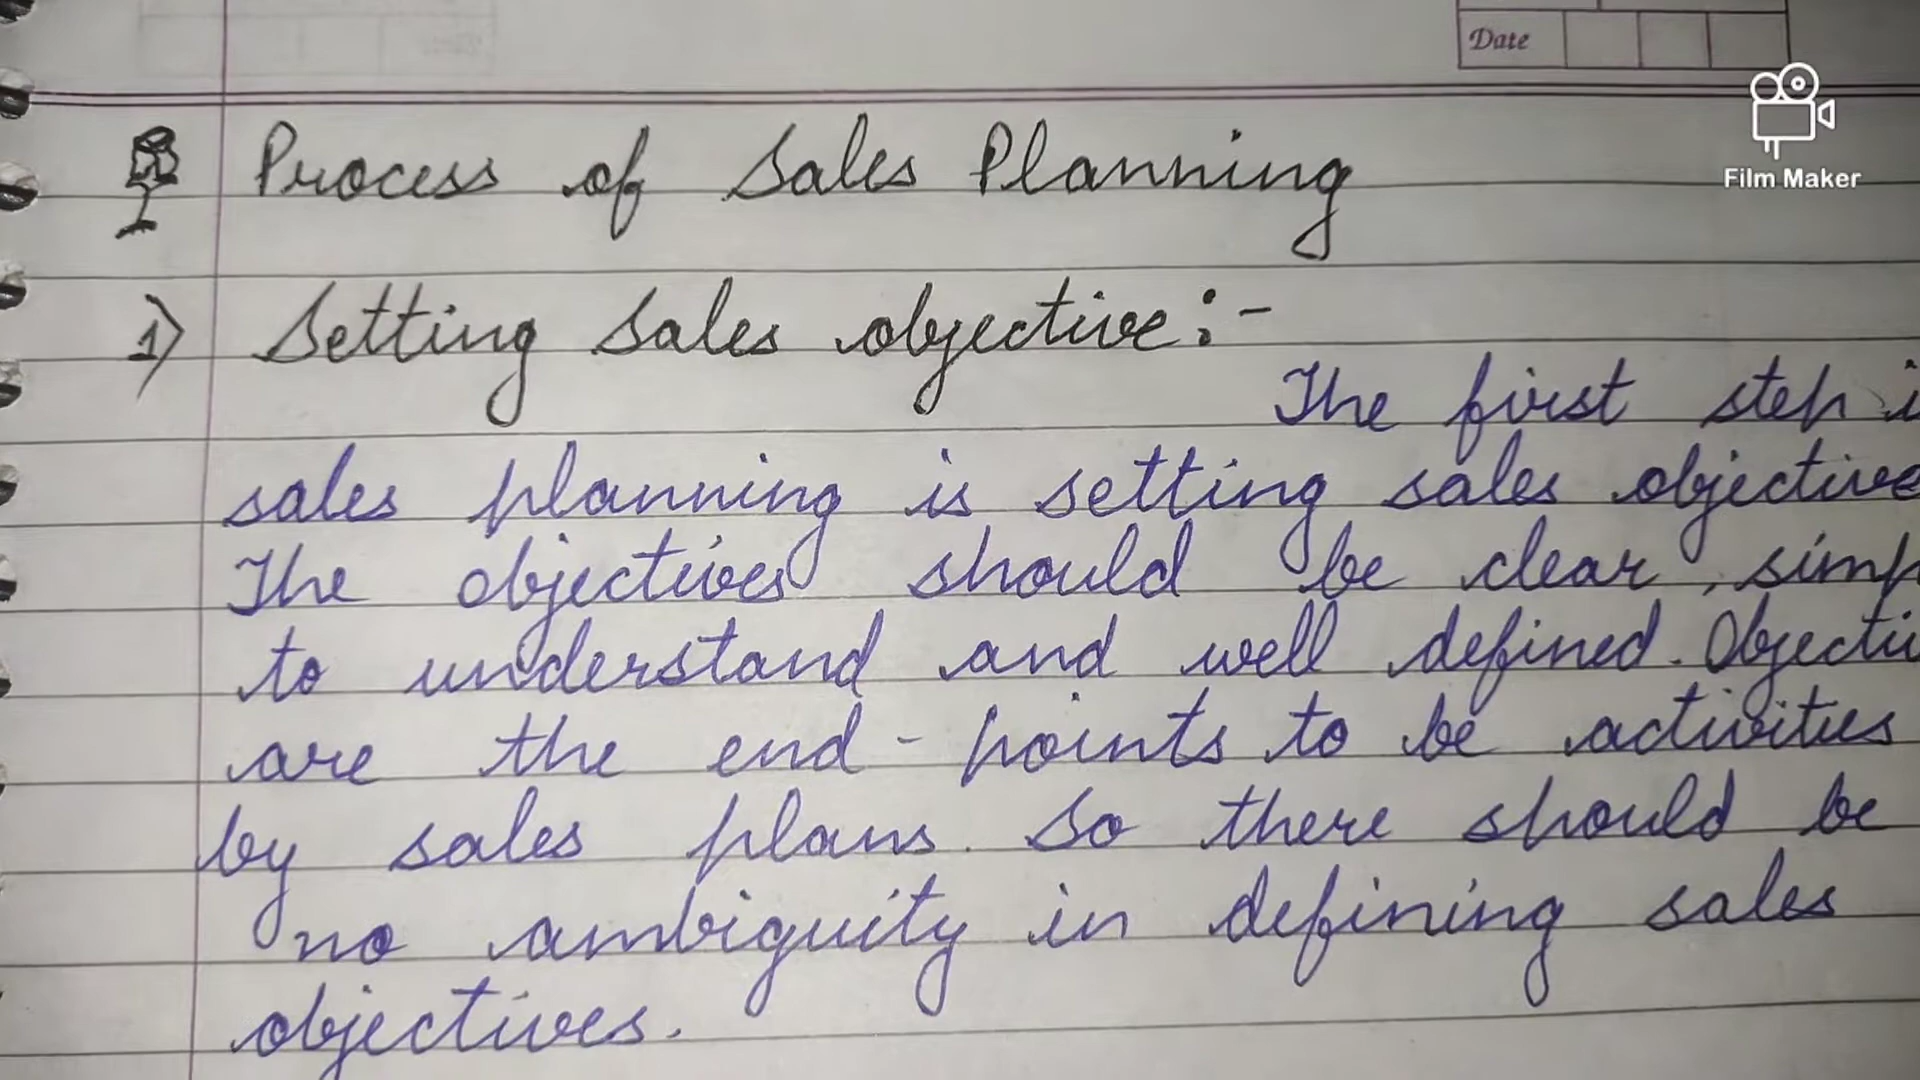 Date
Film Maker
Process of Sales Planning
1) Setting Sales objective:-
The first step i
sales planning is setting sales objective
The objectives should be clear, simp
to understand and well defined. Objecti
are the end-points to be activities
by sales plans. So there should be
no ambiguity in defining sales
objectives.